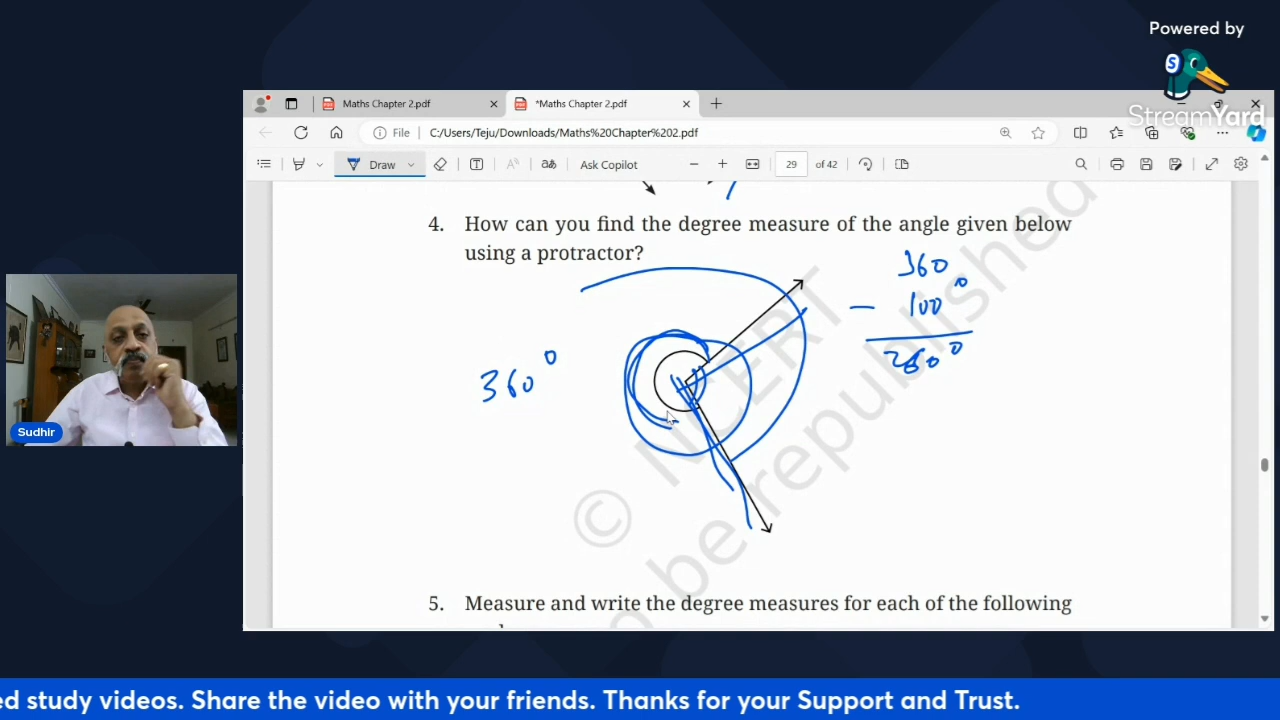 Powered by
S
StreamYard
Maths Chapter 2.pdf
*Maths Chapter 2.pdf
File
C:/Users/Teju/Downloads/Maths%20Chapter%202.pdf
Draw
Ask Copilot
29
of 42
4. How can you find the degree measure of the angle given below
using a protractor?
360
- 100°
260°
360°
© NCERT
be republished
5. Measure and write the degree measures for each of the following
Sudhir
ed study videos. Share the video with your friends. Thanks for your Support and Trust.